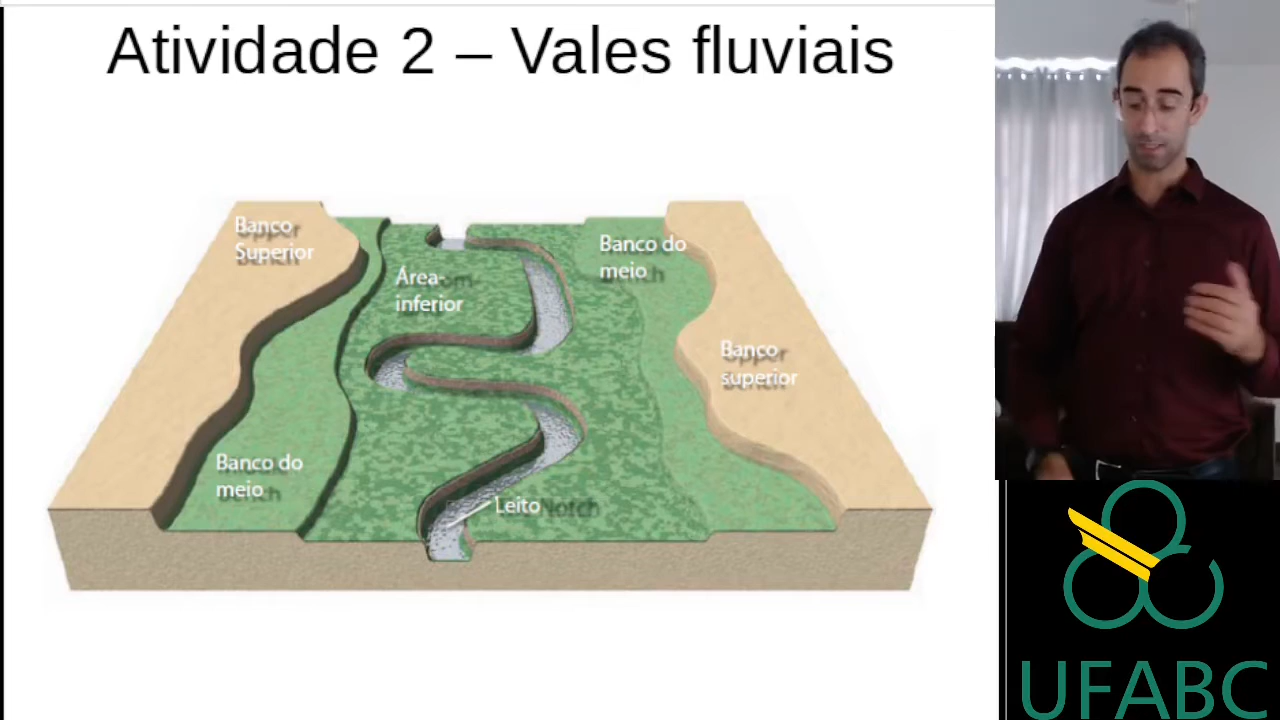 Atividade 2 – Vales fluviais
Banco
Superior
Banco do
meio
Área-
inferior
Banco
superior
Banco do
meio
Leito
UFABC